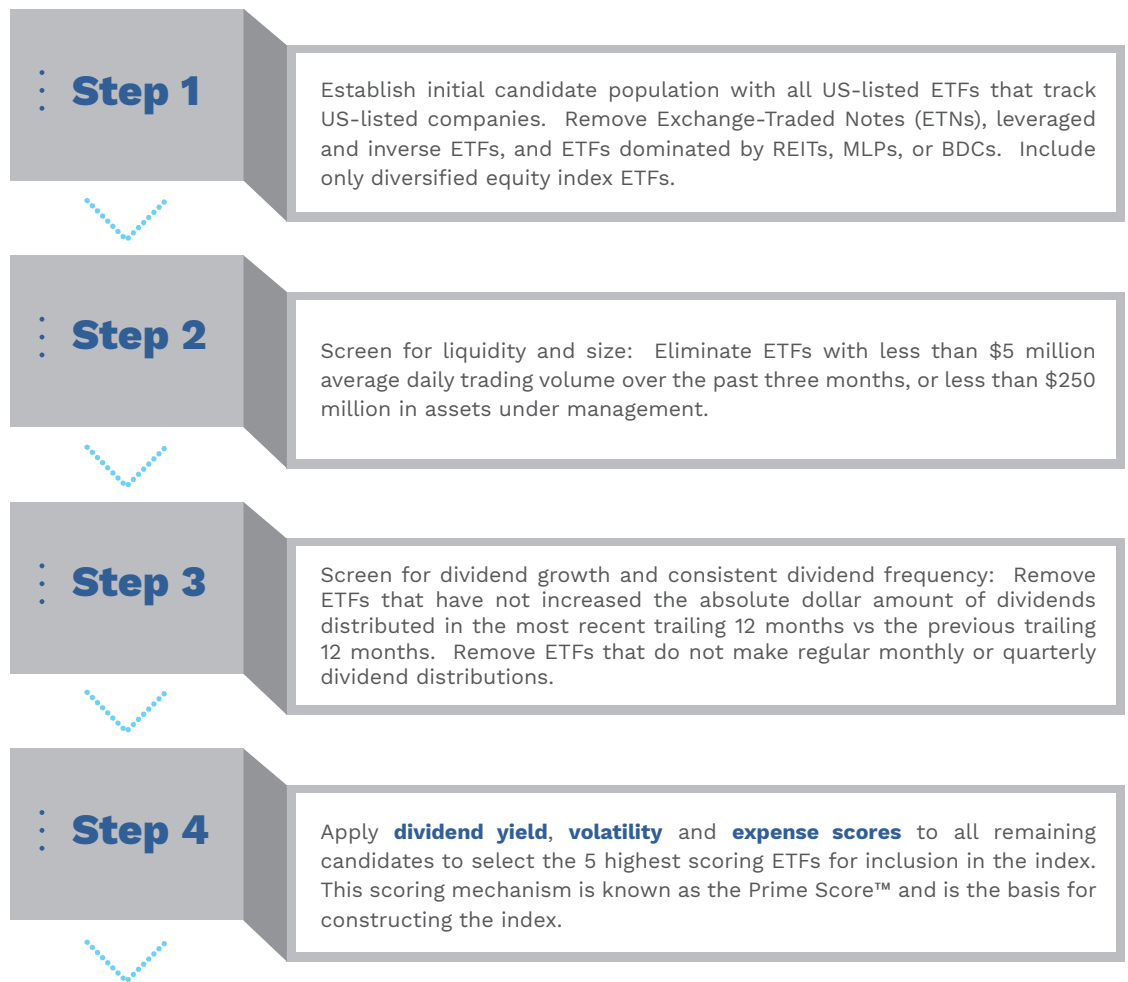 Step 1
Establish initial candidate population with all US-listed ETFs that track
US-listed companies.  Remove Exchange-Traded Notes (ETNs), leveraged
and inverse ETFs, and ETFs dominated by REITs, MLPs, or BDCs.  Include
only diversified equity index ETFs.
Step 2
Screen for liquidity and size:  Eliminate ETFs with less than $5 million
average daily trading volume over the past three months, or less than $250
million in assets under management.
Step 3
Screen for dividend growth and consistent dividend frequency:  Remove
ETFs that have not increased the absolute dollar amount of dividends
distributed in the most recent trailing 12 months vs the previous trailing
12 months.  Remove ETFs that do not make regular monthly or quarterly
dividend distributions.
Step 4
Apply dividend yield, volatility and expense scores to all remaining
candidates to select the 5 highest scoring ETFs for inclusion in the index.
This scoring mechanism is known as the Prime Score™ and is the basis for
constructing the index.